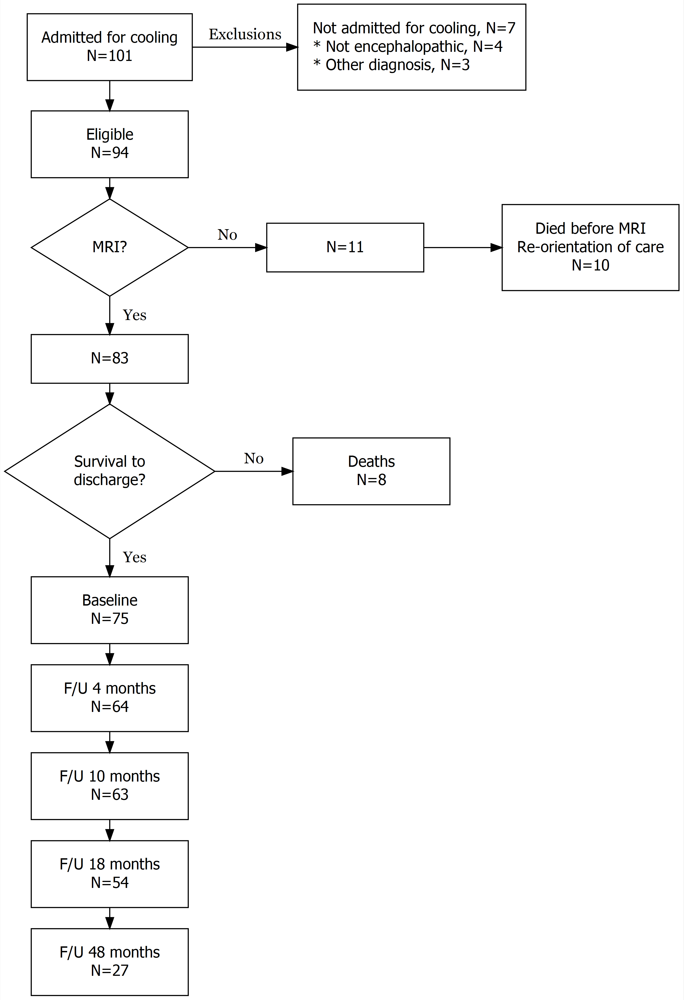 Admitted for cooling
N=101
Exclusions
Not admitted for cooling, N=7
* Not encephalopathic, N=4
* Other diagnosis, N=3
Eligible
N=94
MRI?
No
N=11
Died before MRI
Re-orientation of care
N=10
Yes
N=83
Survival to
discharge?
No
Deaths
N=8
Yes
Baseline
N=75
F/U 4 months
N=64
F/U 10 months
N=63
F/U 18 months
N=54
F/U 48 months
N=27